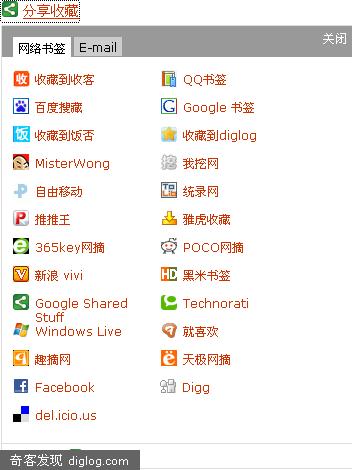 分享收藏
网络书签 E-mail 关闭
收藏到收客 QQ书签
百度搜藏 Google 书签
收藏到饭否 收藏到diglog
MisterWong 我挖网
自由移动 统录网
推推王 雅虎收藏
365key网摘 POCO网摘
新浪 vivi 黑米书签
Google Shared Stuff Technorati
Windows Live 就喜欢
趣摘网 天极网摘
Facebook Digg
del.icio.us
奇客发现 diglog.com